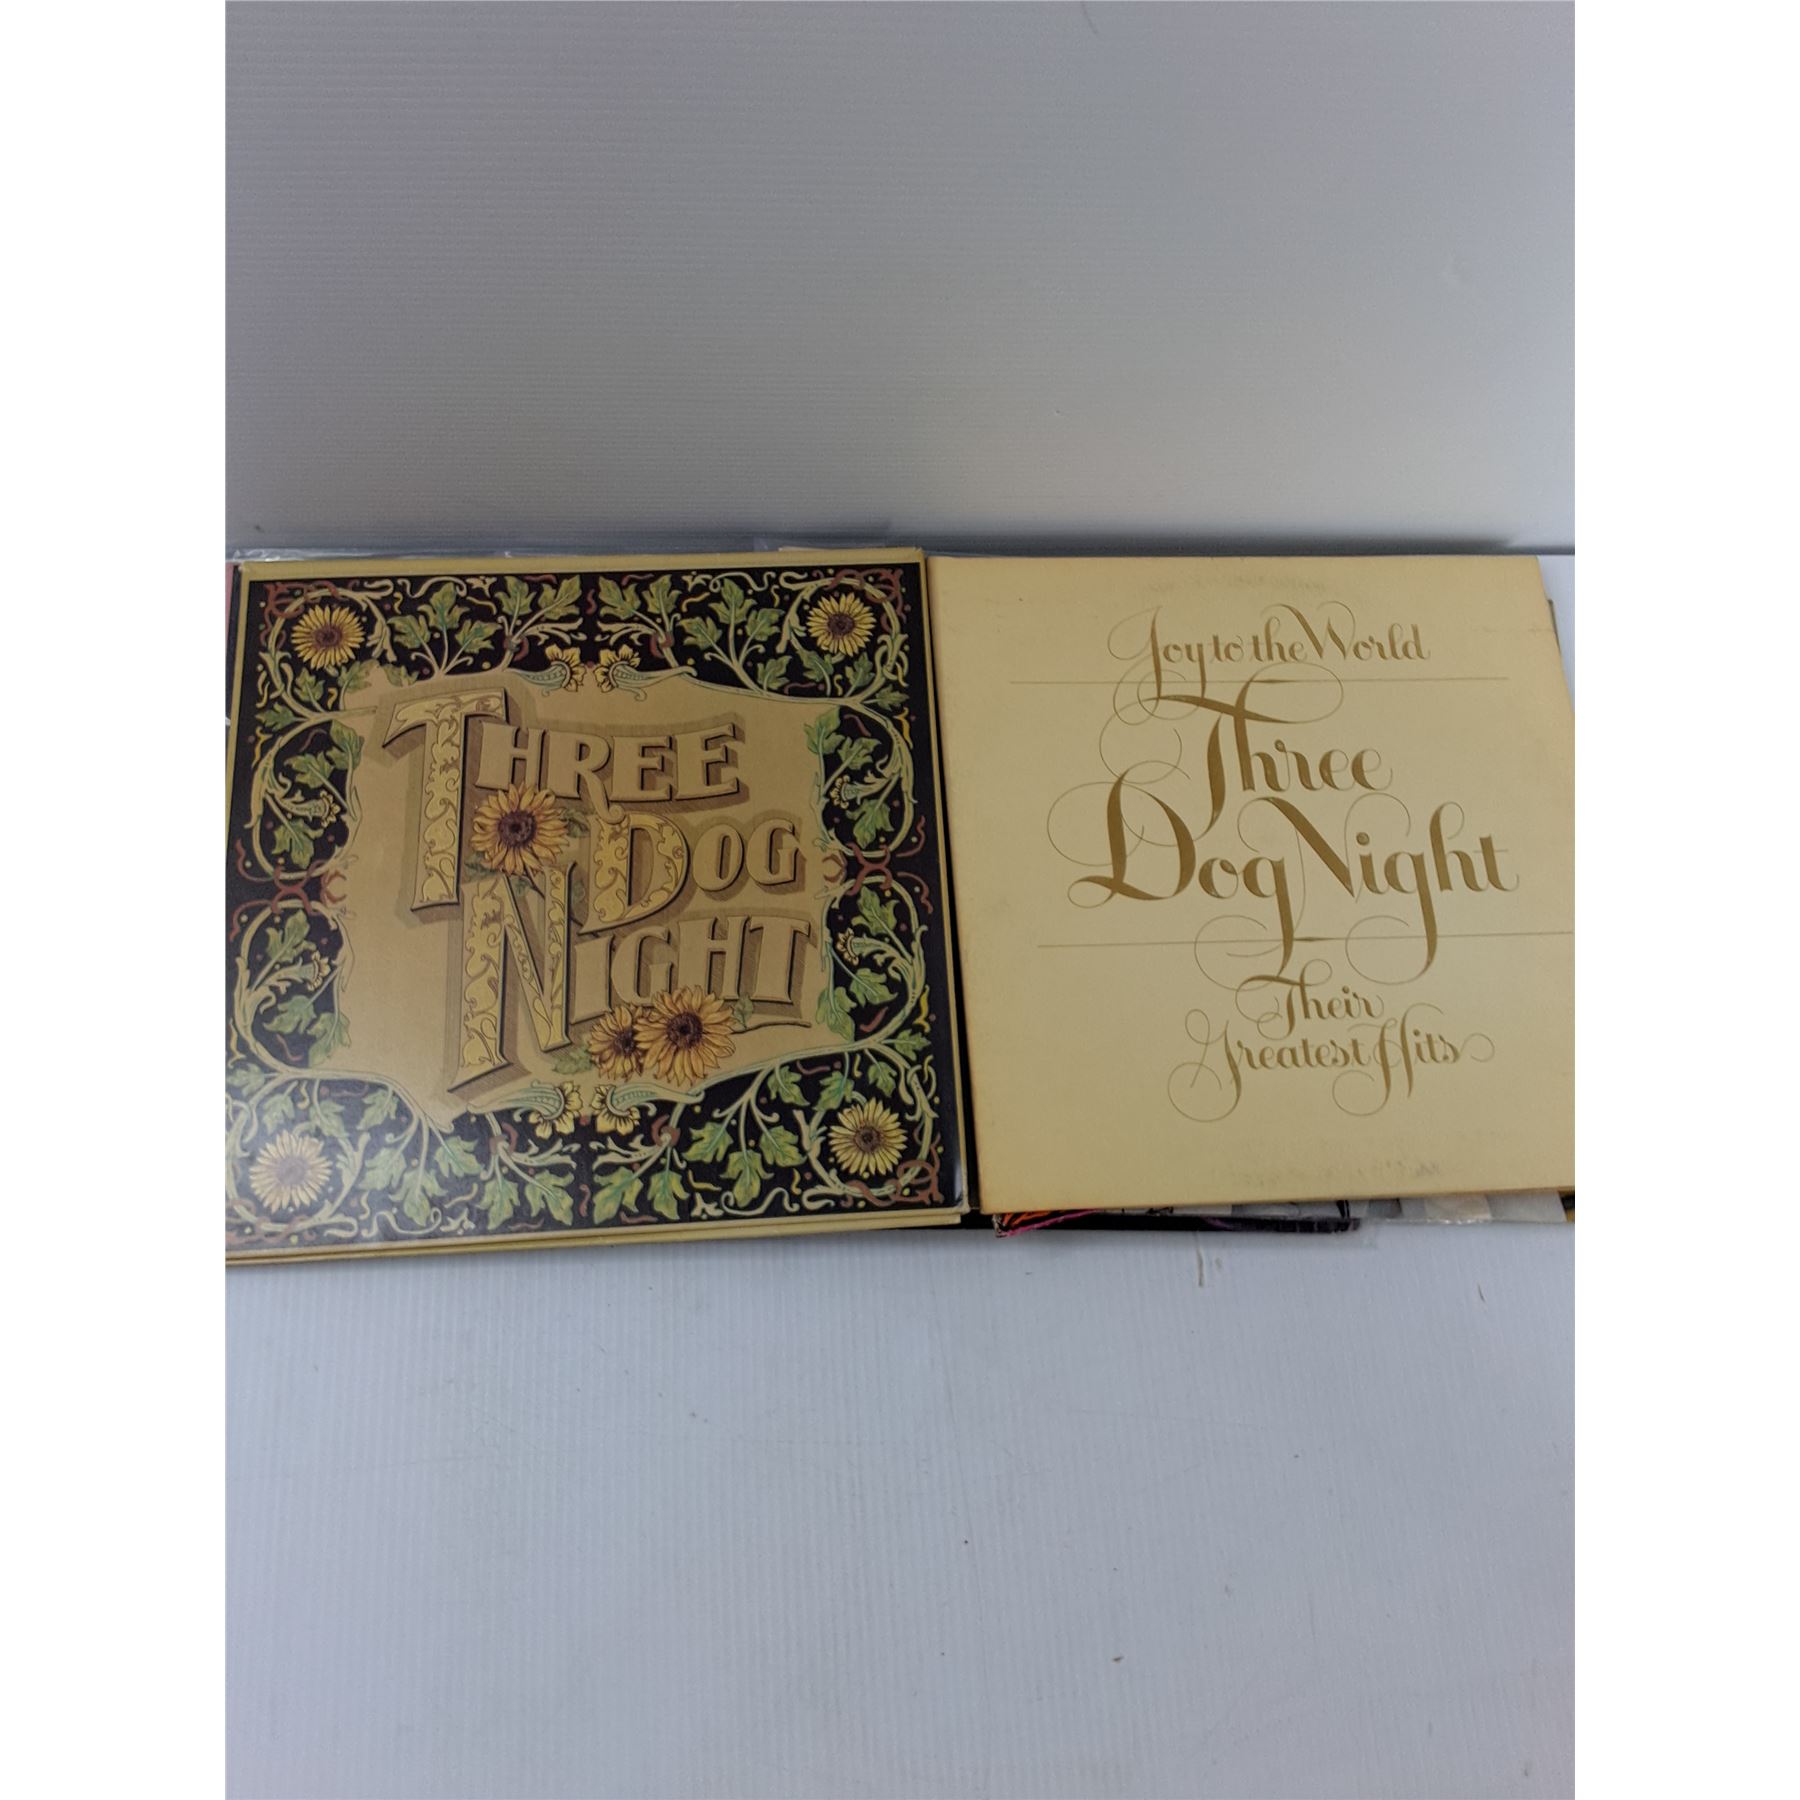 THREE
DOG
NIGHT
Joy to the World
Three
Dog Night
Their
Greatest Hits